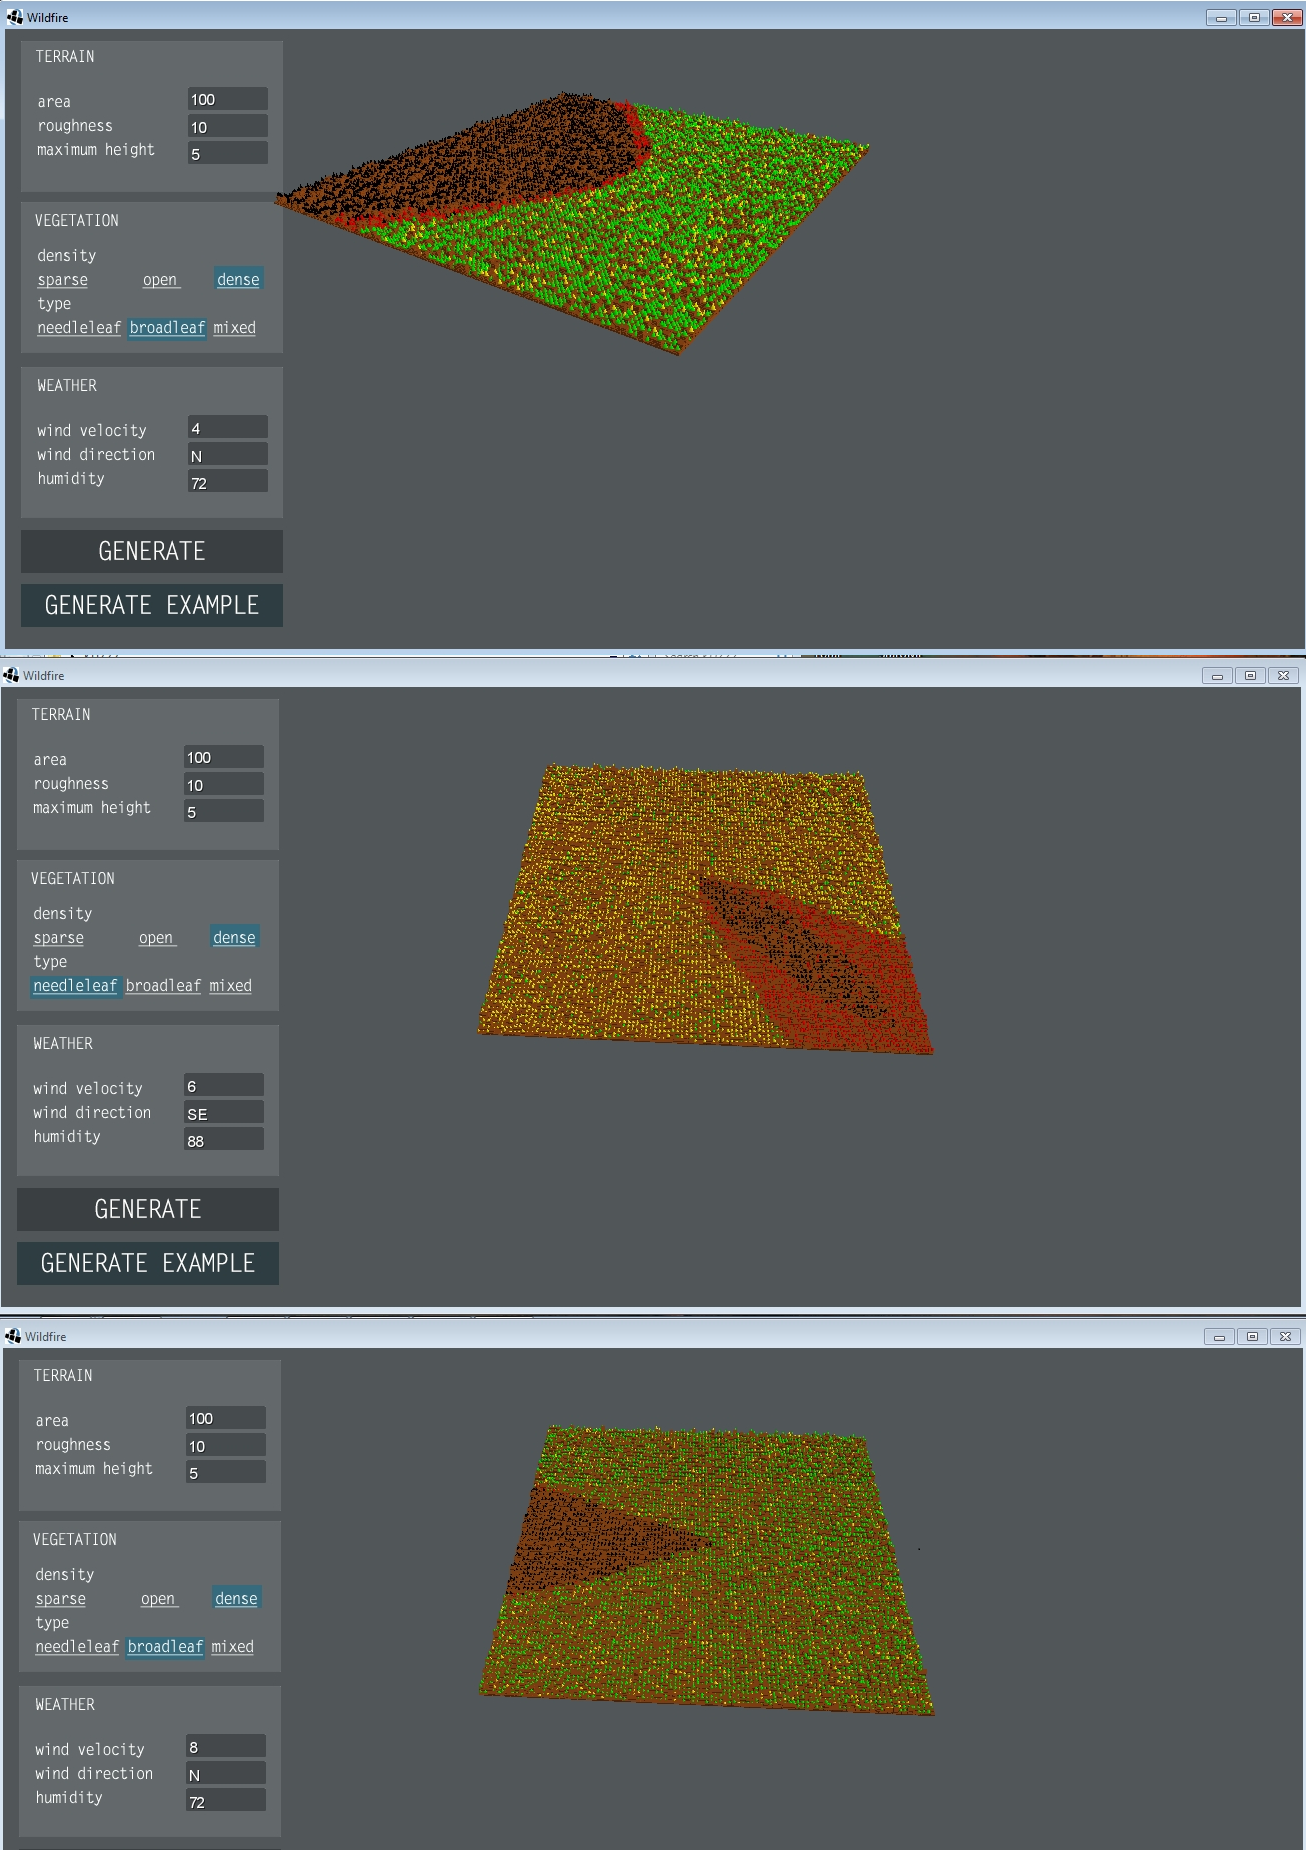 Wildfire
TERRAIN
area 100
roughness 10
maximum height 5
VEGETATION
density
sparse open dense
type
needleleaf broadleaf mixed
WEATHER
wind velocity 4
wind direction N
humidity 72
GENERATE
GENERATE EXAMPLE
Wildfire
TERRAIN
area 100
roughness 10
maximum height 5
VEGETATION
density
sparse open dense
type
needleleaf broadleaf mixed
WEATHER
wind velocity 6
wind direction SE
humidity 88
GENERATE
GENERATE EXAMPLE
Wildfire
TERRAIN
area 100
roughness 10
maximum height 5
VEGETATION
density
sparse open dense
type
needleleaf broadleaf mixed
WEATHER
wind velocity 8
wind direction N
humidity 72